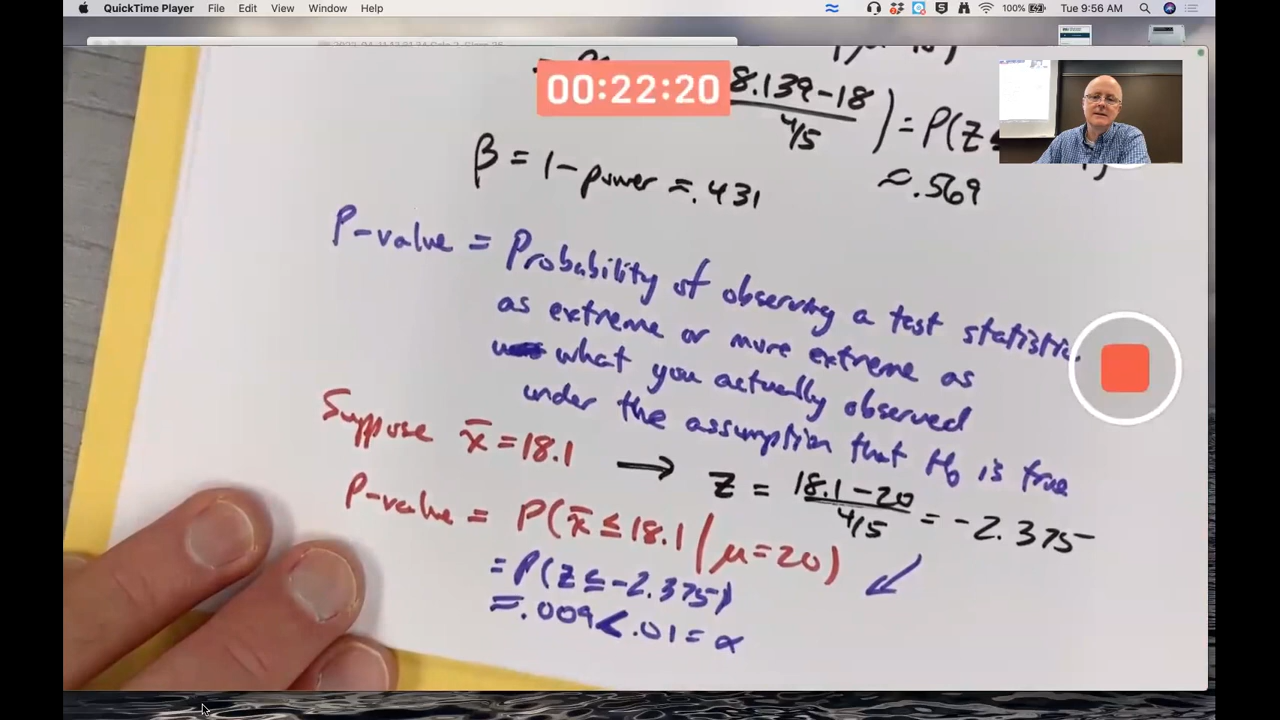 QuickTime Player File Edit View Window Help 100% Tue 9:56 AM
00:22:20
8.139-18
4/5
) = P(Z ≤
≈.569
β = 1-power ≈ .431
P-value = Probability of observing a test statistic
as extreme or more extreme as
what you actually observed
under the assumption that H₀ is true
Suppose x̄ = 18.1 → Z = 18.1-20 / 4/5 = -2.375
P-value = P(x̄ ≤ 18.1 | μ=20)
= P(Z ≤ -2.375)
≈.009 < .01 = α